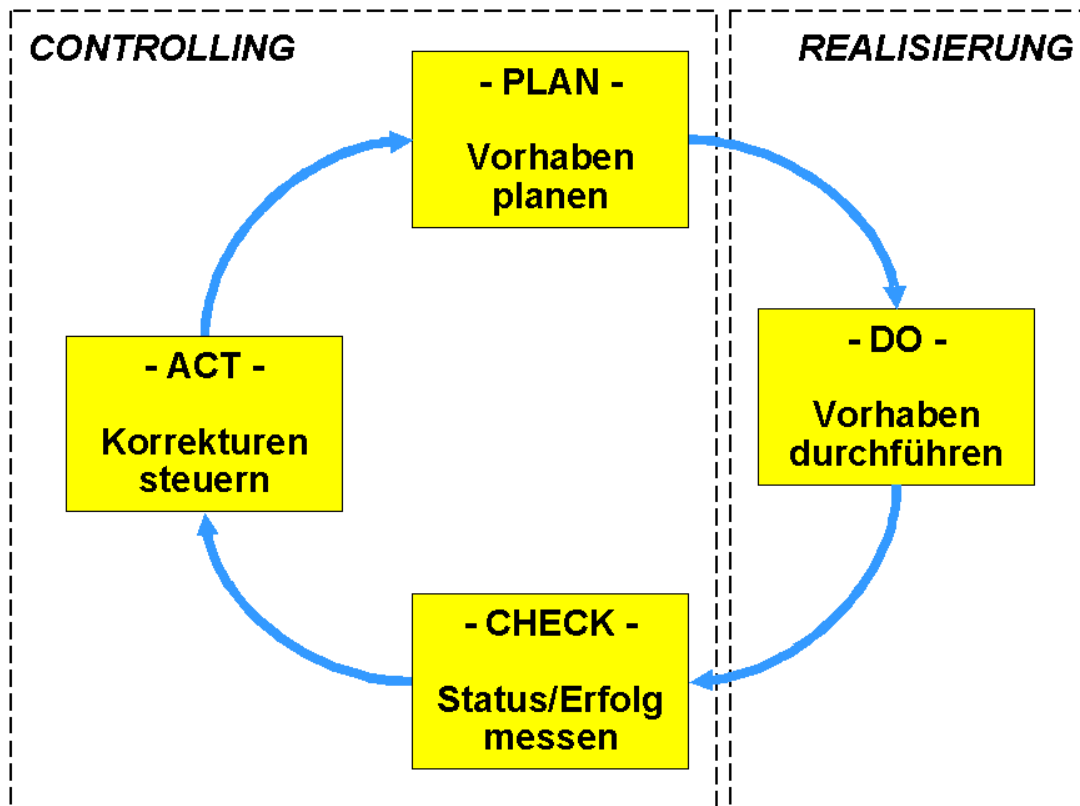 CONTROLLING
REALISIERUNG
- PLAN -
Vorhaben
planen
- DO -
Vorhaben
durchführen
- CHECK -
Status/Erfolg
messen
- ACT -
Korrekturen
steuern